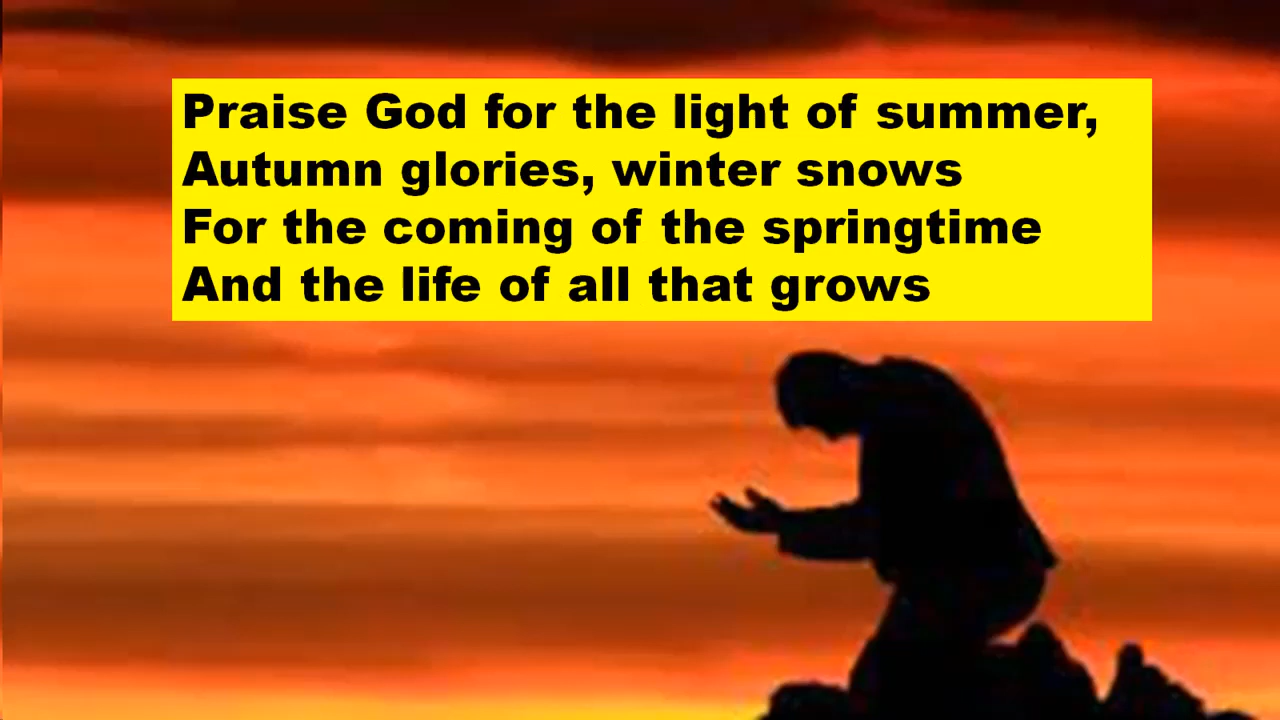 Praise God for the light of summer,
Autumn glories, winter snows
For the coming of the springtime
And the life of all that grows